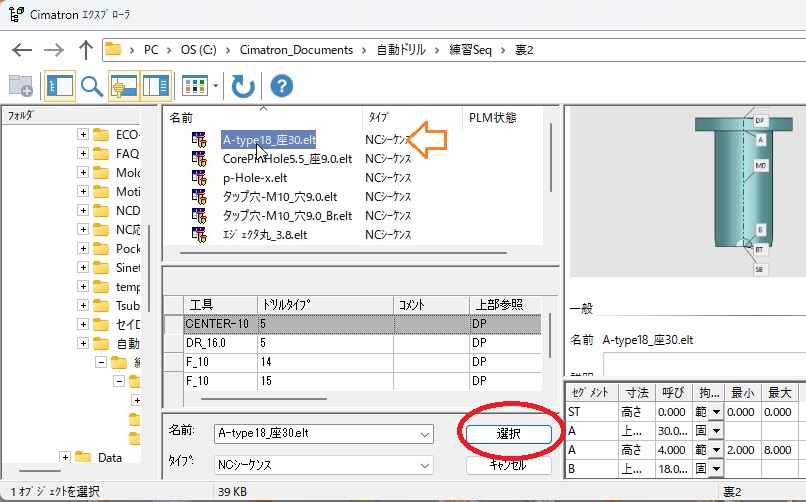 Cimatron ｴｸｽﾌﾟﾛｰﾗ
PC > OS (C:) > Cimatron_Documents > 自動ドリル > 練習Seq > 裏2
ﾌｫﾙﾀﾞ
ECO-
FAQ
Mold
Moti
NCD
NC応
Pock
Sinet
temp
Tsub
セイロ
自動
練
Data
名前 ﾀｲﾌﾟ PLM状態
A-type18_座30.elt NCｼｰｹﾝｽ
CorePinHole5.5_座9.0.elt NCｼｰｹﾝｽ
p-Hole-x.elt NCｼｰｹﾝｽ
タップ穴-M10_穴9.0.elt NCｼｰｹﾝｽ
タップ穴-M10_穴9.0_Br.elt NCｼｰｹﾝｽ
ｴｼﾞｪｸﾀ丸_3.8.elt NCｼｰｹﾝｽ
工具 ﾄﾞﾘﾙﾀｲﾌﾟ ｺﾒﾝﾄ 上部参照
CENTER-10 5 DP
DR_16.0 5 DP
F_10 14 DP
F_10 15 DP
名前: A-type18_座30.elt 選択
ﾀｲﾌﾟ: NCｼｰｹﾝｽ ｷｬﾝｾﾙ
DP
A
MD
B
BT
SB
一般
名前 A-type18_座30.elt
説明
ｾｸﾞﾒﾝﾄ 寸法 呼び 拘... 最小 最大
ST 高さ 0.000 範 0.000 0.000
A 上... 30.0... 固
A 高さ 4.000 範 2.000 8.000
B 上... 18.0... 固
1 ｵﾌﾞｼﾞｪｸﾄを選択 39 KB 裏2